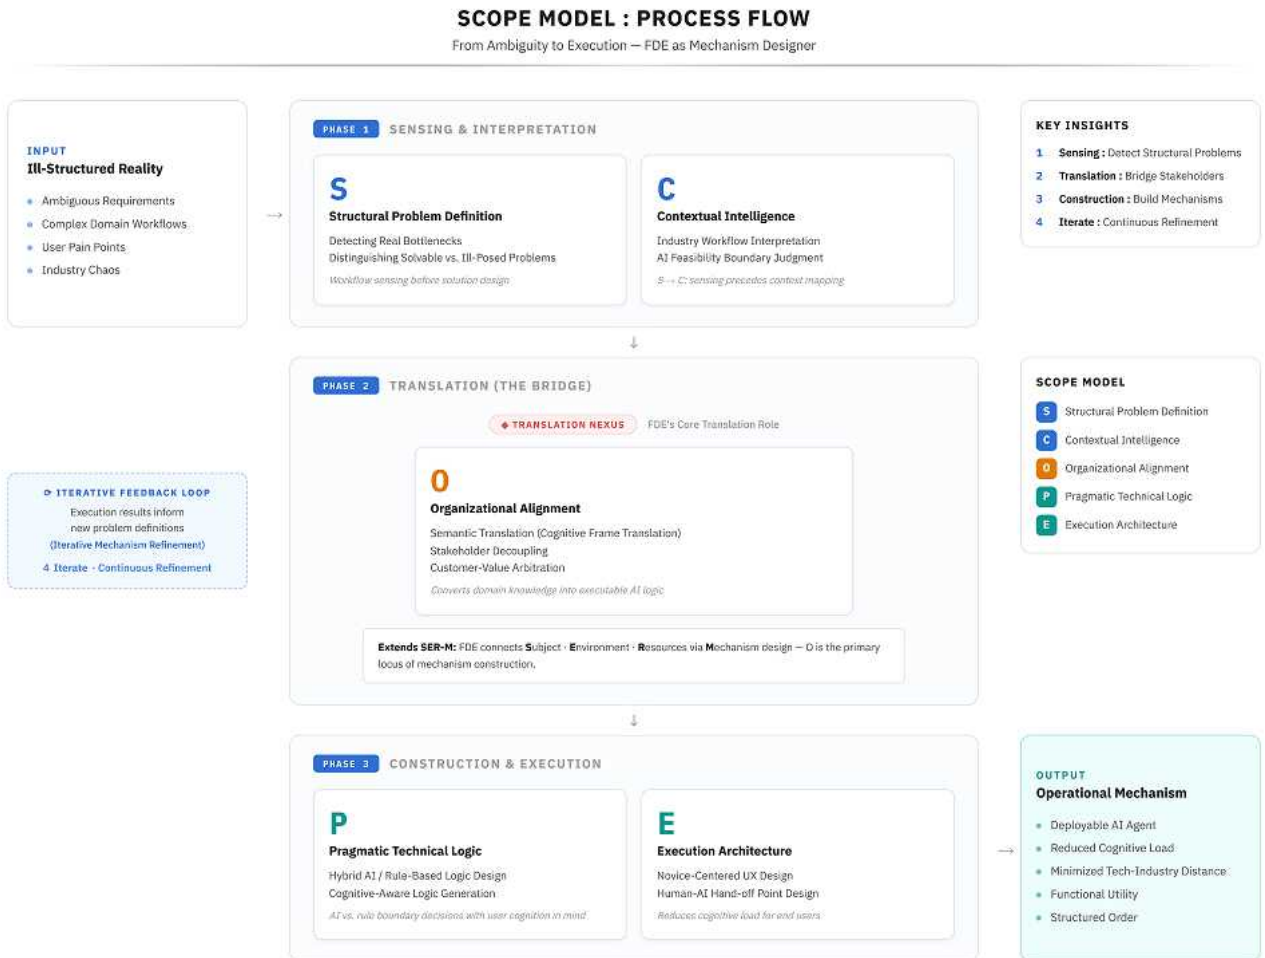 SCOPE MODEL : PROCESS FLOW
From Ambiguity to Execution — FDE as Mechanism Designer
INPUT
Ill-Structured Reality
Ambiguous Requirements
Complex Domain Workflows
User Pain Points
Industry Chaos
→
PHASE 1 SENSING & INTERPRETATION
S
Structural Problem Definition
Detecting Real Bottlenecks
Distinguishing Solvable vs. Ill-Posed Problems
Workflow sensing before solution design
C
Contextual Intelligence
Industry Workflow Interpretation
AI Feasibility Boundary Judgment
S → C: sensing precedes context mapping
KEY INSIGHTS
1 Sensing : Detect Structural Problems
2 Translation : Bridge Stakeholders
3 Construction : Build Mechanisms
4 Iterate : Continuous Refinement
↓
PHASE 2 TRANSLATION (THE BRIDGE)
◆ TRANSLATION NEXUS FDE's Core Translation Role
O
Organizational Alignment
Semantic Translation (Cognitive Frame Translation)
Stakeholder Decoupling
Customer-Value Arbitration
Converts domain knowledge into executable AI logic
Extends SER-M: FDE connects Subject · Environment · Resources via Mechanism design — O is the primary
locus of mechanism construction.
SCOPE MODEL
S Structural Problem Definition
C Contextual Intelligence
O Organizational Alignment
P Pragmatic Technical Logic
E Execution Architecture
⟳ ITERATIVE FEEDBACK LOOP
Execution results inform
new problem definitions
(Iterative Mechanism Refinement)
4 Iterate · Continuous Refinement
↓
PHASE 3 CONSTRUCTION & EXECUTION
P
Pragmatic Technical Logic
Hybrid AI / Rule-Based Logic Design
Cognitive-Aware Logic Generation
AI vs. rule boundary decisions with user cognition in mind
E
Execution Architecture
Novice-Centered UX Design
Human-AI Hand-off Point Design
Reduces cognitive load for end users
→
OUTPUT
Operational Mechanism
Deployable AI Agent
Reduced Cognitive Load
Minimized Tech-Industry Distance
Functional Utility
Structured Order